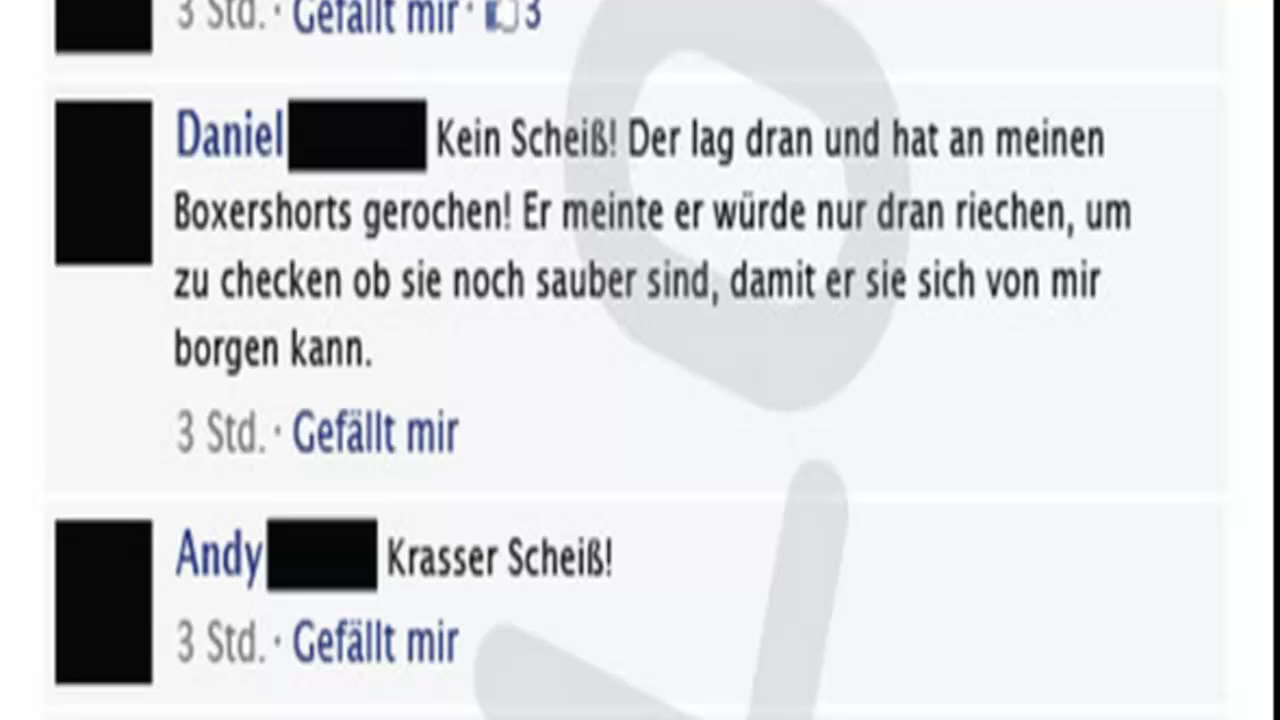 3 Std. · Gefällt mir · 3
Daniel Kein Scheiß! Der lag dran und hat an meinen
Boxershorts gerochen! Er meinte er würde nur dran riechen, um
zu checken ob sie noch sauber sind, damit er sie sich von mir
borgen kann.
3 Std. · Gefällt mir
Andy Krasser Scheiß!
3 Std. · Gefällt mir